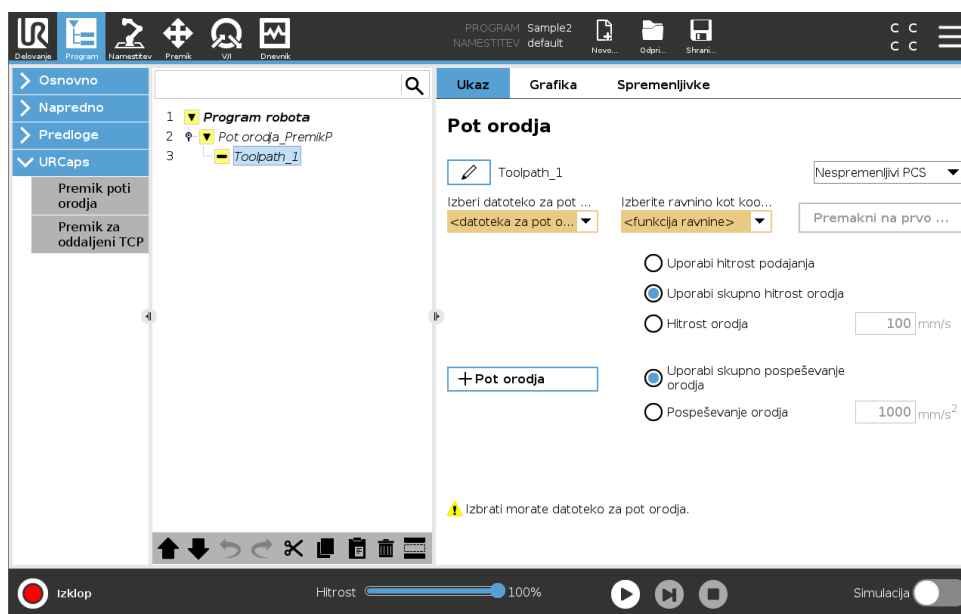 UR
PROGRAM Sample2
NAMESTITEV default
Delovanje Program Namestitev Premik V/I Dnevnik Novo... Odpri... Shrani...
C C
C C
Osnovno
Napredno
Predloge
URCaps
Premik poti
orodja
Premik za
oddaljeni TCP
1 Program robota
2 Pot orodja_PremikP
3 Toolpath_1
Ukaz Grafika Spremenljivke
Pot orodja
Toolpath_1 Nespremenljivi PCS
Izberi datoteko za pot ... Izberite ravnino kot koo...
<datoteka za pot o... <funkcija ravnine> Premakni na prvo ...
Uporabi hitrost podajanja
Uporabi skupno hitrost orodja
Hitrost orodja 100 mm/s
+ Pot orodja
Uporabi skupno pospeševanje
orodja
Pospeševanje orodja 1000 mm/s²
Izbrati morate datoteko za pot orodja.
Izklop Hitrost 100% Simulacija